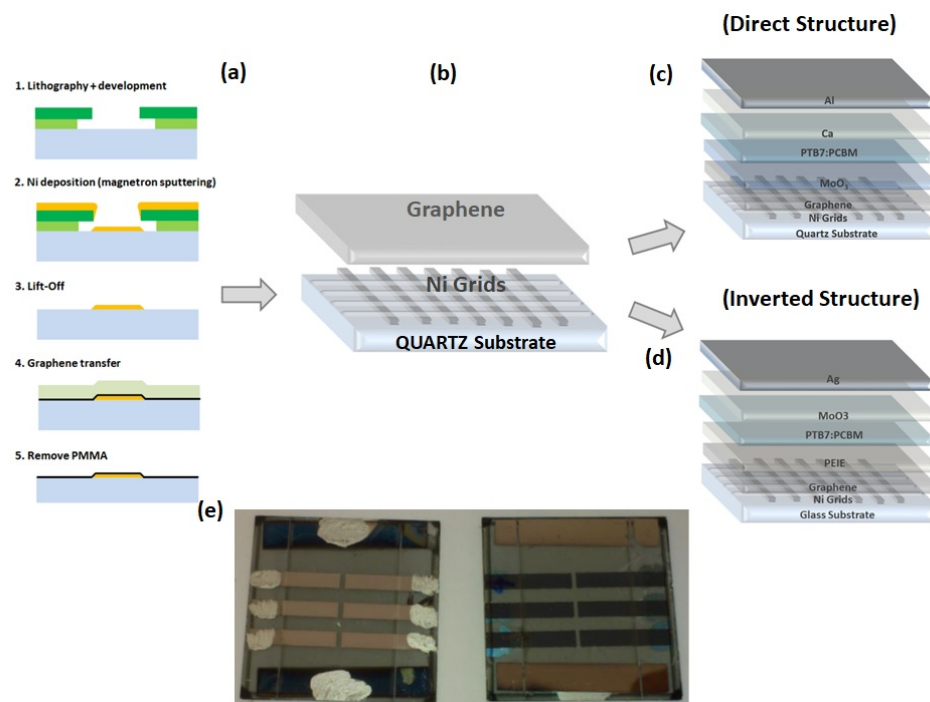 (a)
1. Lithography + development
2. Ni deposition (magnetron sputtering)
3. Lift-Off
4. Graphene transfer
5. Remove PMMA
(b)
Graphene
Ni Grids
QUARTZ Substrate
(Direct Structure)
(c)
Al
Ca
PTB7:PCBM
MoO
Graphene
Ni Grids
Quartz Substrate
(Inverted Structure)
(d)
Ag
MoO3
PTB7:PCBM
PEIE
Graphene
Ni Grids
Glass Substrate
(e)